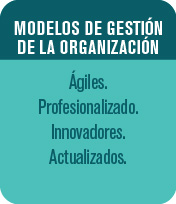 MODELOS DE GESTIÓN
DE LA ORGANIZACIÓN
Ágiles.
Profesionalizado.
Innovadores.
Actualizados.